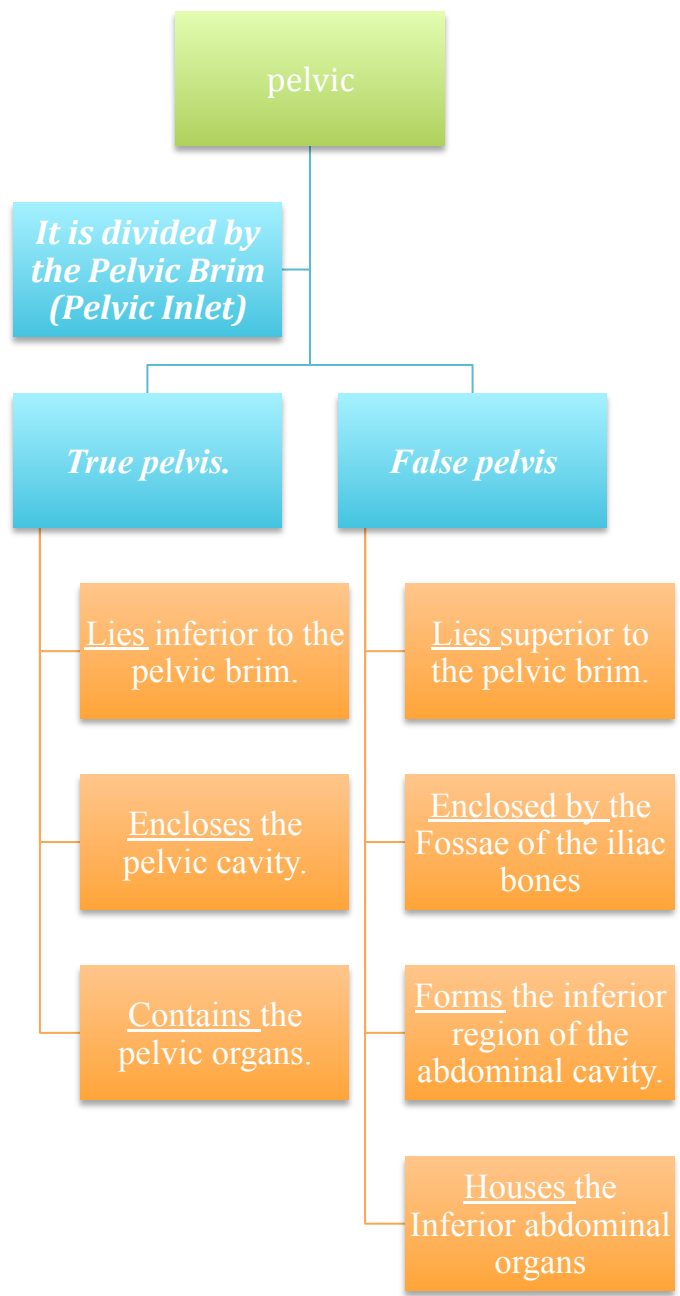 pelvic
It is divided by
the Pelvic Brim
(Pelvic Inlet)
True pelvis.
Lies inferior to the
pelvic brim.
Encloses the
pelvic cavity.
Contains the
pelvic organs.
False pelvis
Lies superior to
the pelvic brim.
Enclosed by the
Fossae of the iliac
bones
Forms the inferior
region of the
abdominal cavity.
Houses the
Inferior abdominal
organs